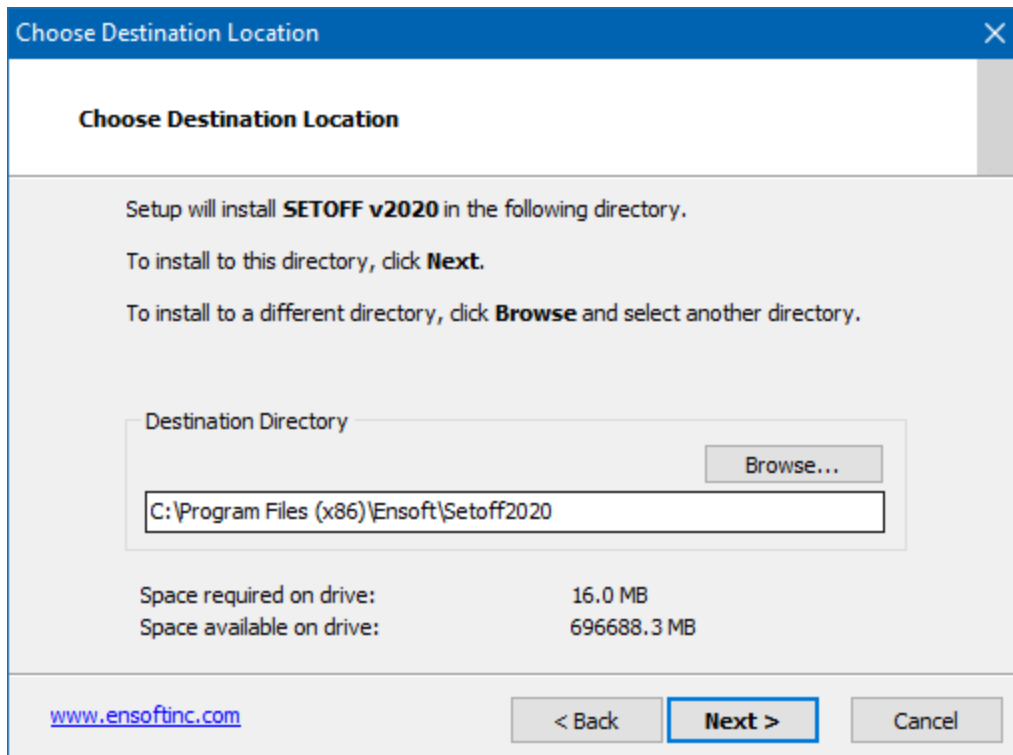 Choose Destination Location
Choose Destination Location
Setup will install SETOFF v2020 in the following directory.
To install to this directory, click Next.
To install to a different directory, click Browse and select another directory.
Destination Directory
Browse...
C:\Program Files (x86)\Ensoft\Setoff2020
Space required on drive: 16.0 MB
Space available on drive: 696688.3 MB
www.ensoftinc.com < Back Next > Cancel